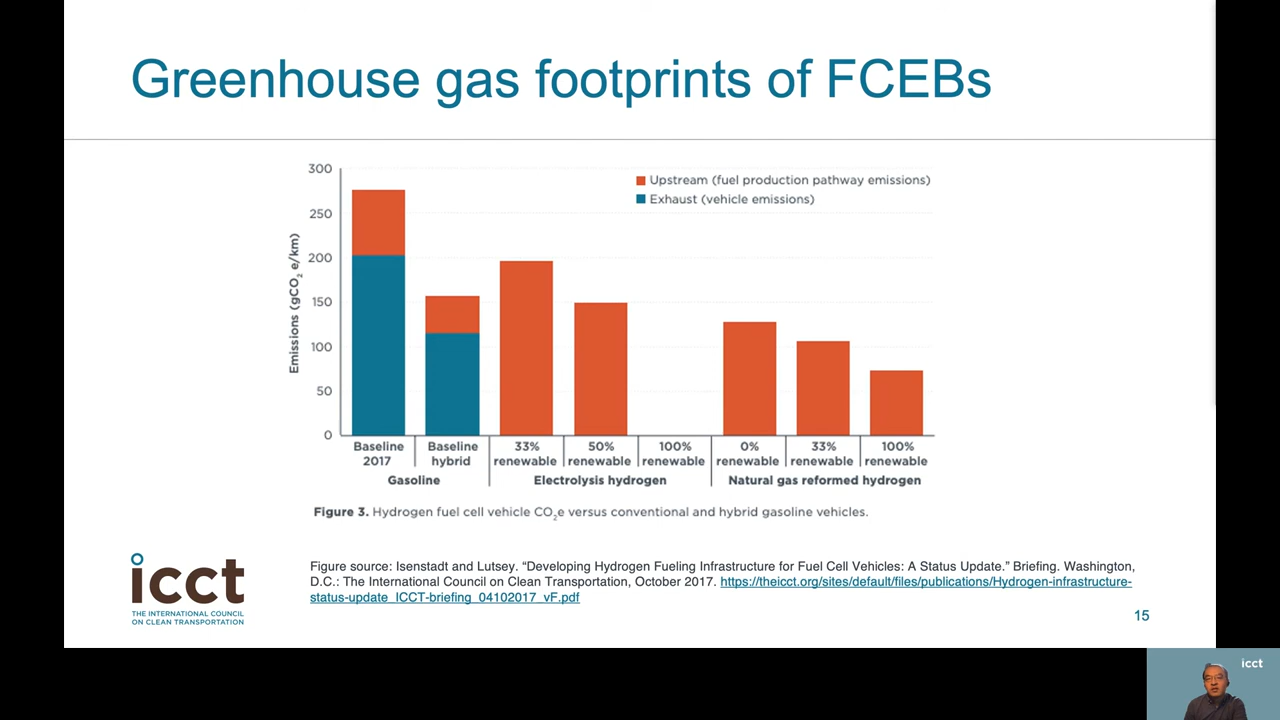 Greenhouse gas footprints of FCEBs
300
250
200
150
100
50
0
Emissions (gCO2 e/km)
Upstream (fuel production pathway emissions)
Exhaust (vehicle emissions)
Baseline 2017
Baseline hybrid
33% renewable
50% renewable
100% renewable
0% renewable
33% renewable
100% renewable
Gasoline
Electrolysis hydrogen
Natural gas reformed hydrogen
Figure 3. Hydrogen fuel cell vehicle CO2e versus conventional and hybrid gasoline vehicles.
Figure source: Isenstadt and Lutsey. “Developing Hydrogen Fueling Infrastructure for Fuel Cell Vehicles: A Status Update.” Briefing. Washington,
D.C.: The International Council on Clean Transportation, October 2017. https://theicct.org/sites/default/files/publications/Hydrogen-infrastructure-
status-update_ICCT-briefing_04102017_vF.pdf
icct
THE INTERNATIONAL COUNCIL
ON CLEAN TRANSPORTATION
15
icct